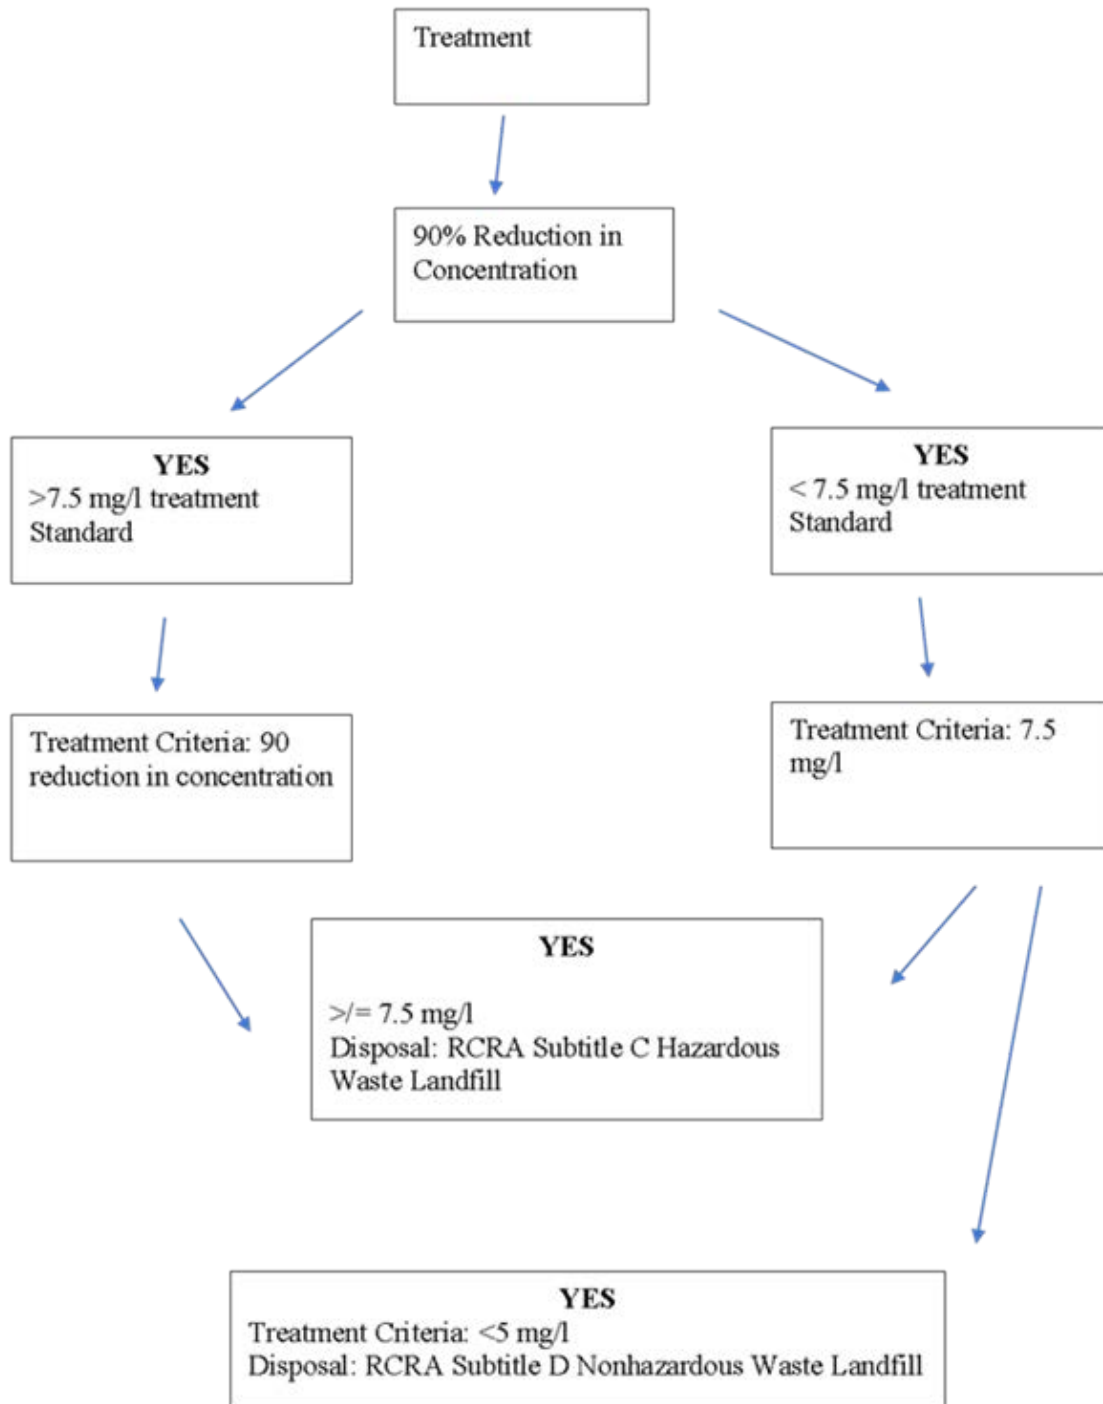 Treatment
90% Reduction in
Concentration
YES
>7.5 mg/l treatment
Standard
YES
< 7.5 mg/l treatment
Standard
Treatment Criteria: 90
reduction in concentration
Treatment Criteria: 7.5
mg/l
YES
>/= 7.5 mg/l
Disposal: RCRA Subtitle C Hazardous
Waste Landfill
YES
Treatment Criteria: <5 mg/l
Disposal: RCRA Subtitle D Nonhazardous Waste Landfill